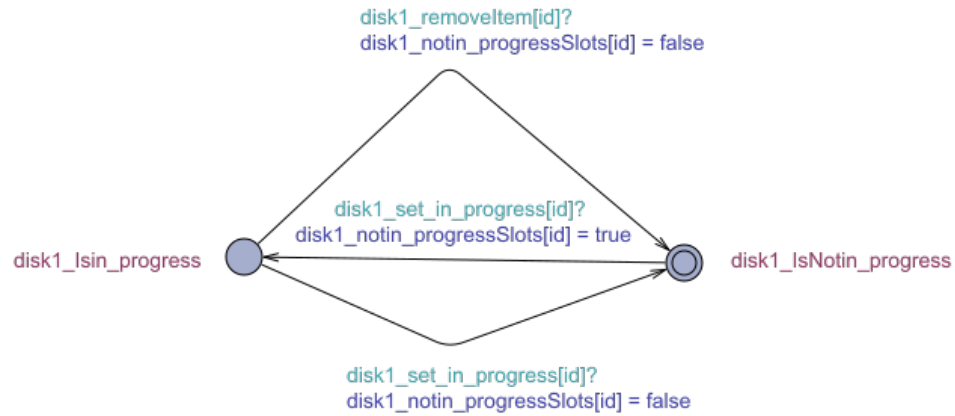 disk1_removeItem[id]?
disk1_notin_progressSlots[id] = false
disk1_set_in_progress[id]?
disk1_notin_progressSlots[id] = true
disk1_Isin_progress
disk1_IsNotin_progress
disk1_set_in_progress[id]?
disk1_notin_progressSlots[id] = false